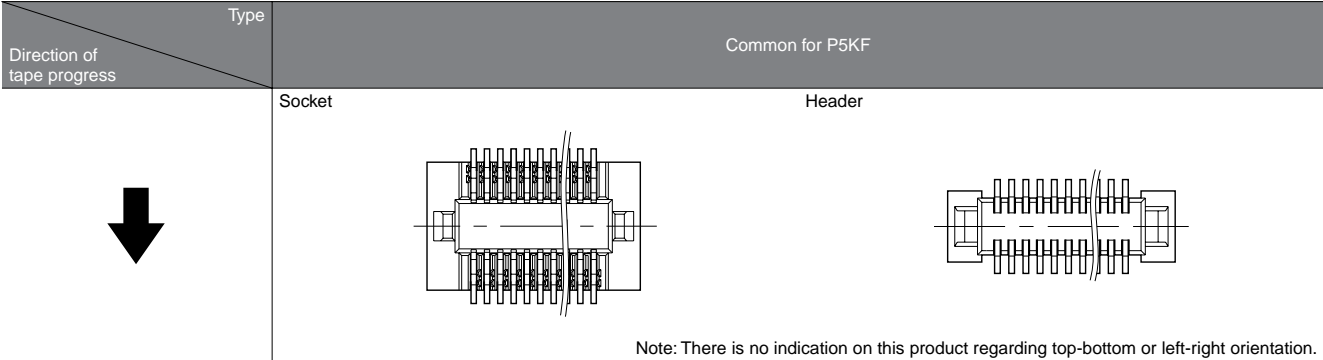 Type
Direction of
tape progress
Common for P5KF
Socket
Header
Note: There is no indication on this product regarding top-bottom or left-right orientation.